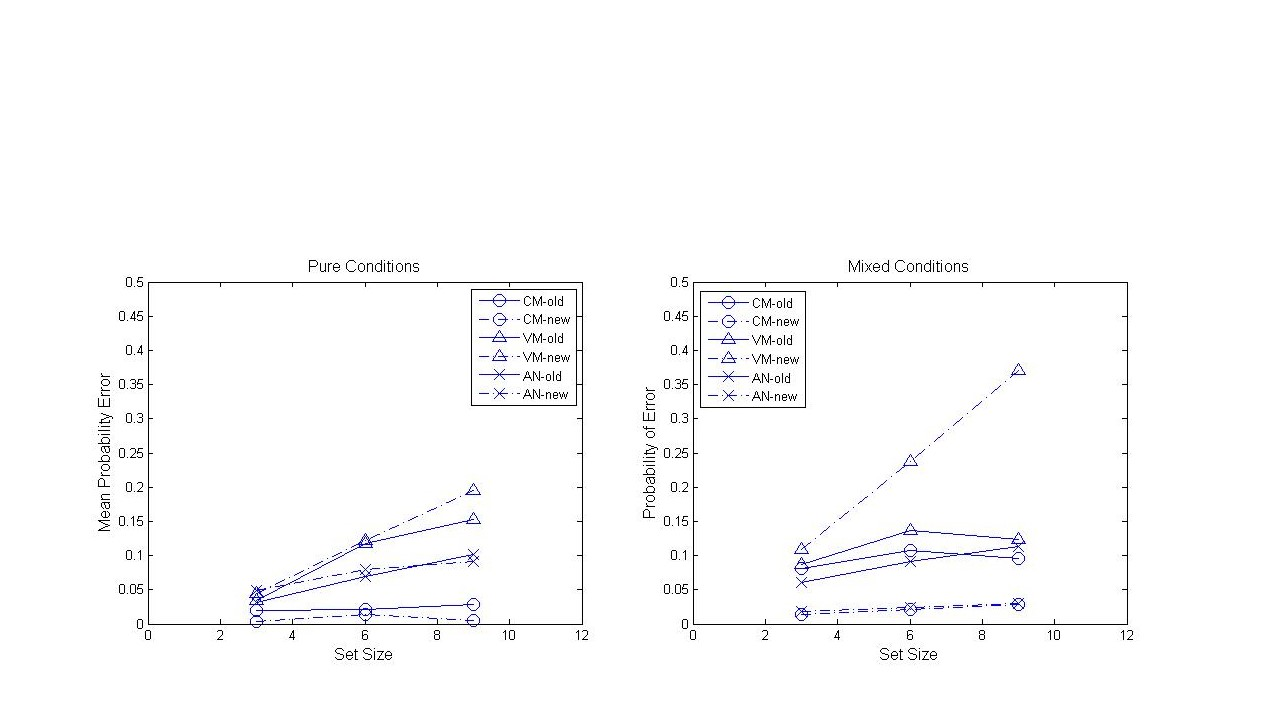 Pure Conditions
Mean Probability Error
0.5
0.45
0.4
0.35
0.3
0.25
0.2
0.15
0.1
0.05
0
CM-old
CM-new
VM-old
VM-new
AN-old
AN-new
0 2 4 6 8 10 12
Set Size
Mixed Conditions
Probability of Error
0.5
0.45
0.4
0.35
0.3
0.25
0.2
0.15
0.1
0.05
0
CM-old
CM-new
VM-old
VM-new
AN-old
AN-new
0 2 4 6 8 10 12
Set Size